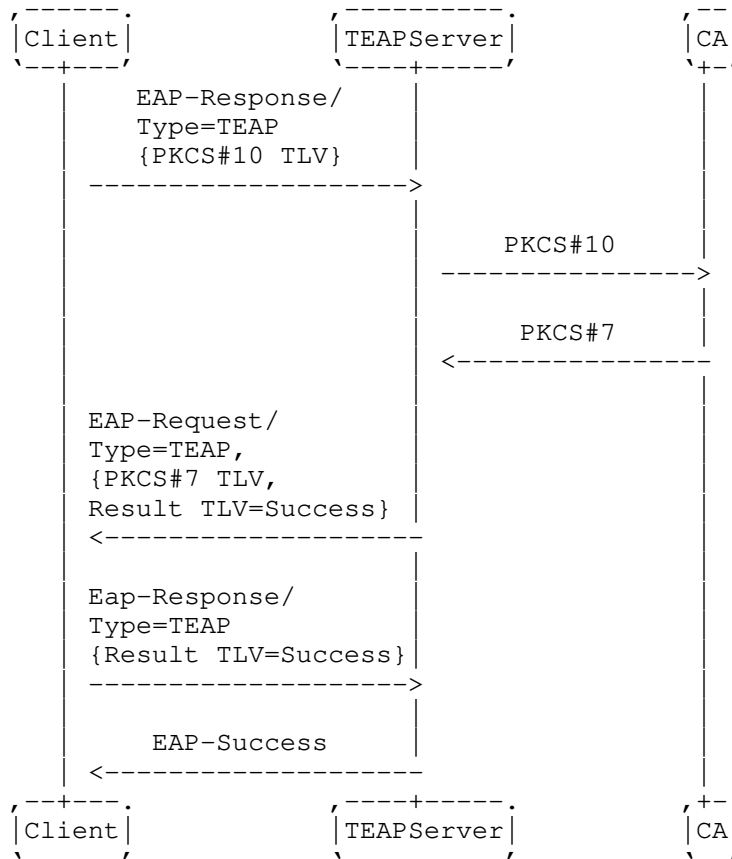 Client TEAPServer CA
EAP-Response/
Type=TEAP
{PKCS#10 TLV}
PKCS#10
PKCS#7
EAP-Request/
Type=TEAP,
{PKCS#7 TLV,
Result TLV=Success}
Eap-Response/
Type=TEAP
{Result TLV=Success}
EAP-Success
Client TEAPServer CA